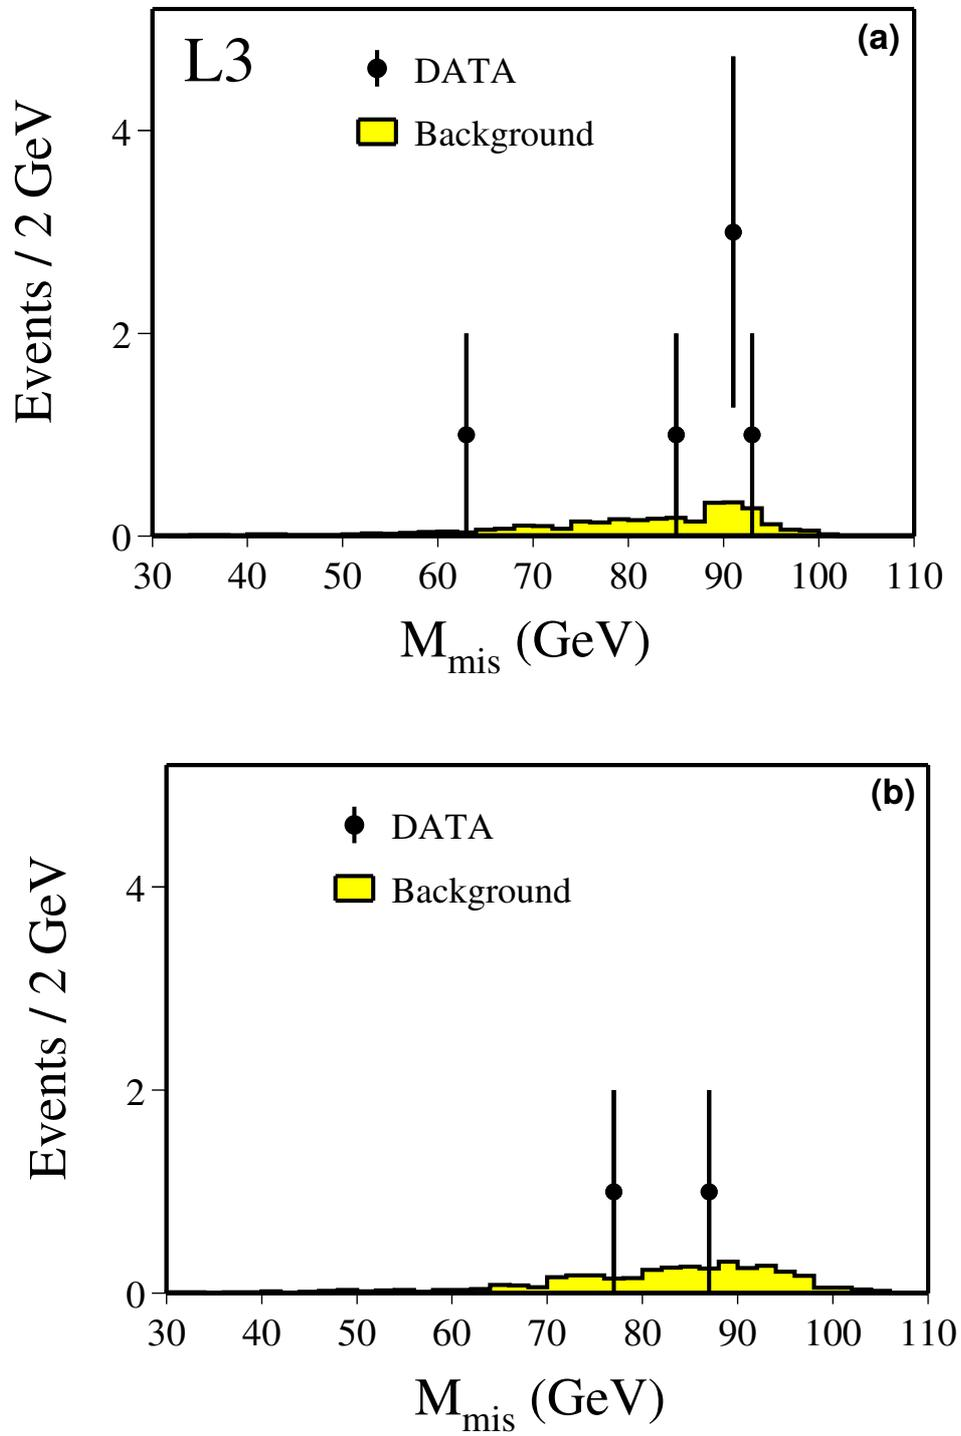 L3
(a)
DATA
Background
Events / 2 GeV
4
2
0
30 40 50 60 70 80 90 100 110
M_mis (GeV)
(b)
DATA
Background
Events / 2 GeV
4
2
0
30 40 50 60 70 80 90 100 110
M_mis (GeV)